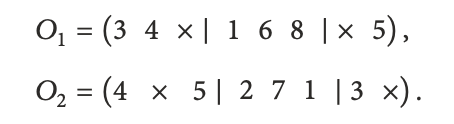 O₁ = (3 4 ×| 1 6 8 |× 5),
O₂ = (4 × 5| 2 7 1 |3 ×).